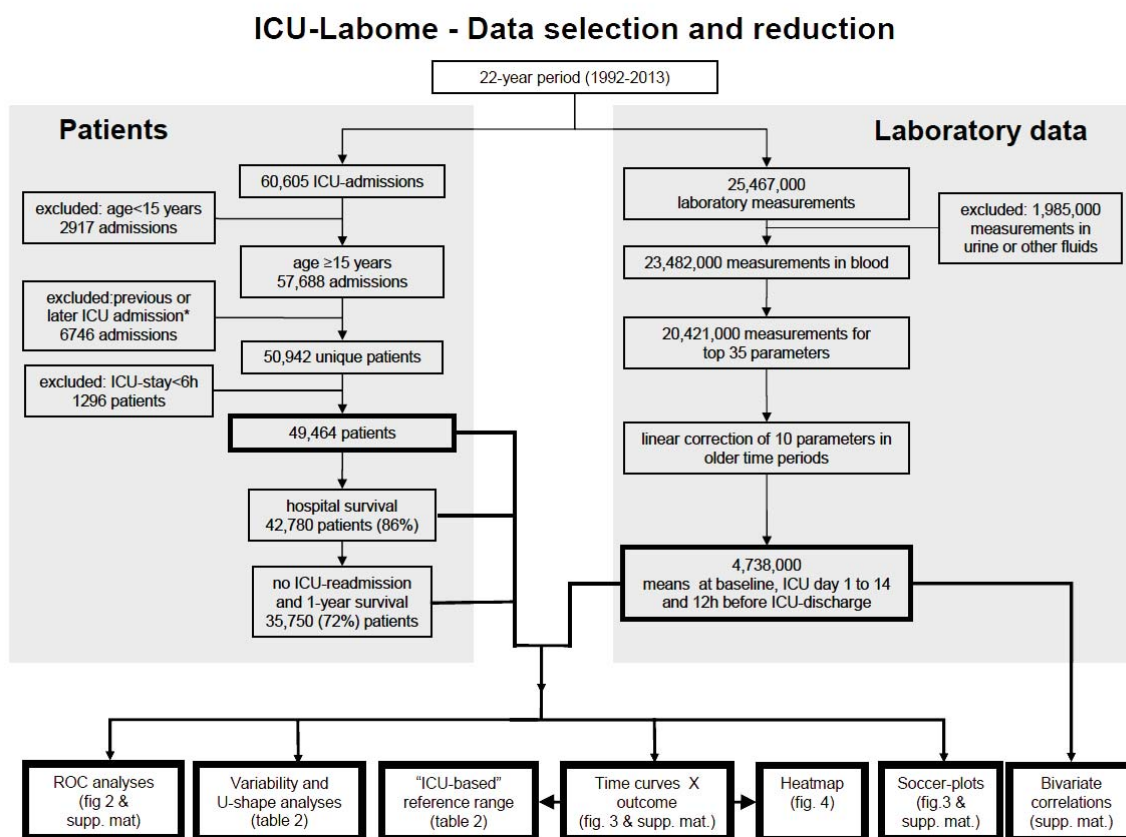 ICU-Labome - Data selection and reduction
22-year period (1992-2013)
Patients
60,605 ICU-admissions
excluded: age<15 years
2917 admissions
age ≥15 years
57,688 admissions
excluded:previous or
later ICU admission*
6746 admissions
50,942 unique patients
excluded: ICU-stay<6h
1296 patients
49,464 patients
hospital survival
42,780 patients (86%)
no ICU-readmission
and 1-year survival
35,750 (72%) patients
Laboratory data
25,467,000
laboratory measurements
excluded: 1,985,000
measurements in
urine or other fluids
23,482,000 measurements in blood
20,421,000 measurements for
top 35 parameters
linear correction of 10 parameters in
older time periods
4,738,000
means at baseline, ICU day 1 to 14
and 12h before ICU-discharge
ROC analyses
(fig 2 &
supp. mat)
Variability and
U-shape analyses
(table 2)
“ICU-based”
reference range
(table 2)
Time curves X
outcome
(fig. 3 & supp. mat.)
Heatmap
(fig. 4)
Soccer-plots
(fig.3 &
supp. mat.)
Bivariate
correlations
(supp. mat.)